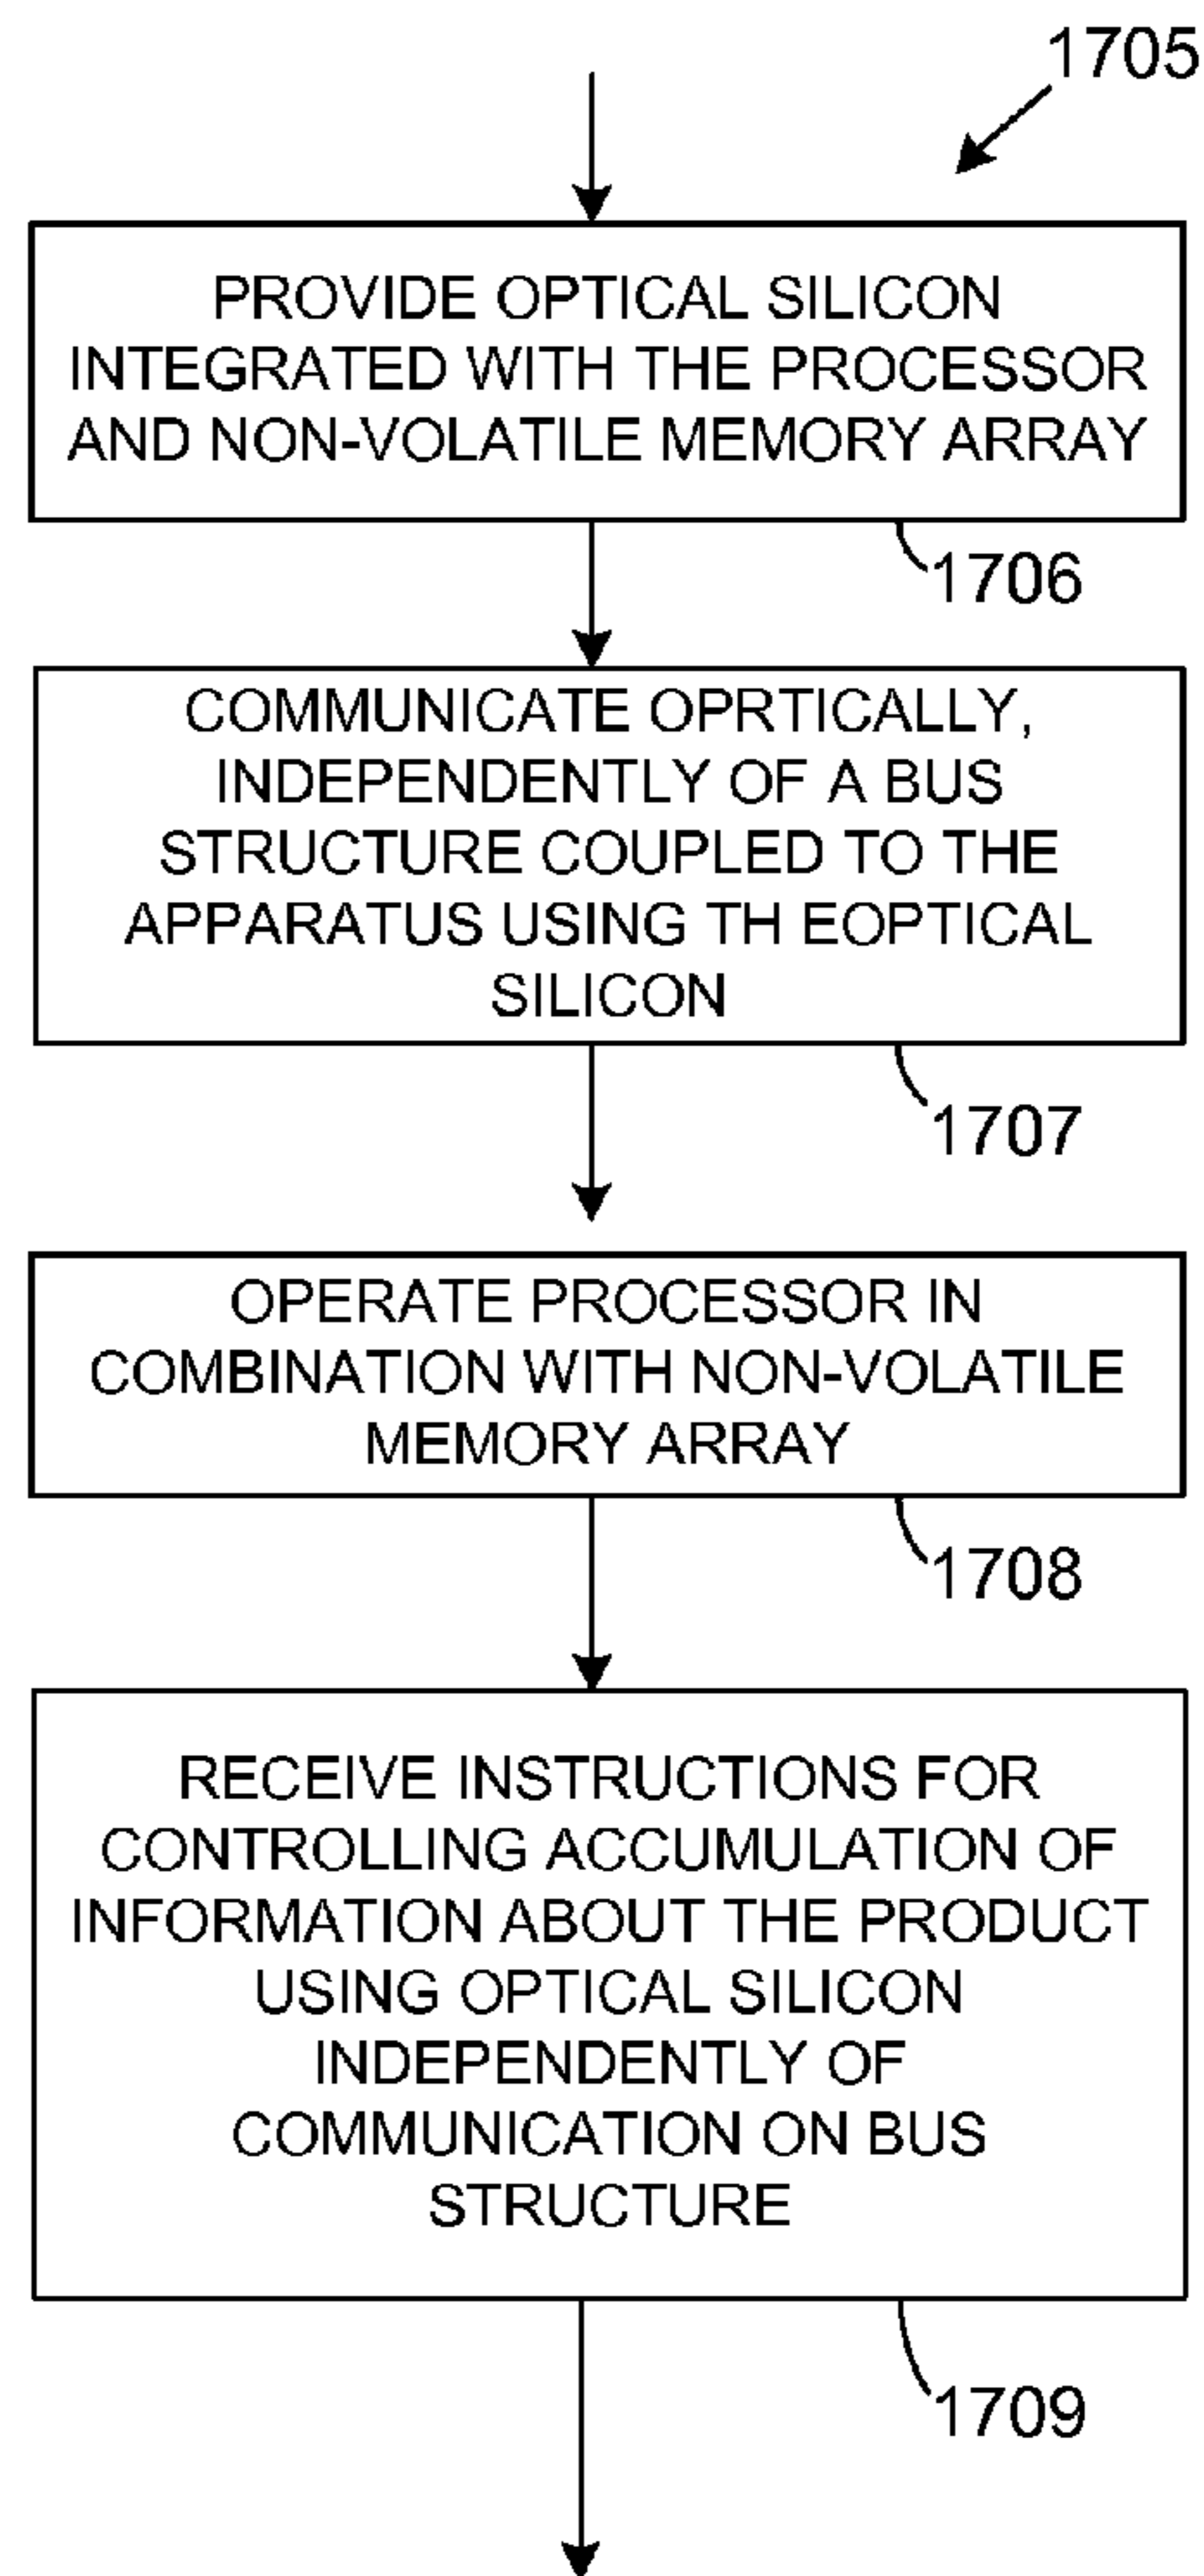 1705
PROVIDE OPTICAL SILICON
INTEGRATED WITH THE PROCESSOR
AND NON-VOLATILE MEMORY ARRAY
1706
COMMUNICATE OPRTICALLY,
INDEPENDENTLY OF A BUS
STRUCTURE COUPLED TO THE
APPARATUS USING TH EOPTICAL
SILICON
1707
OPERATE PROCESSOR IN
COMBINATION WITH NON-VOLATILE
MEMORY ARRAY
1708
RECEIVE INSTRUCTIONS FOR
CONTROLLING ACCUMULATION OF
INFORMATION ABOUT THE PRODUCT
USING OPTICAL SILICON
INDEPENDENTLY OF
COMMUNICATION ON BUS
STRUCTURE
1709